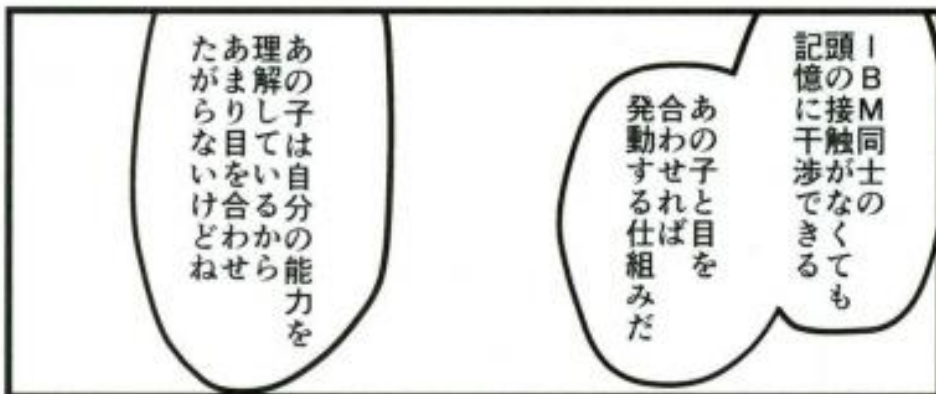 IBM同士の
頭の接触がなくても
記憶に干渉できる
あの子と目を
合わせれば
発動する仕組みだ
あの子は自分の能力を
理解しているから
あまり目を合わせ
たがらないけどね